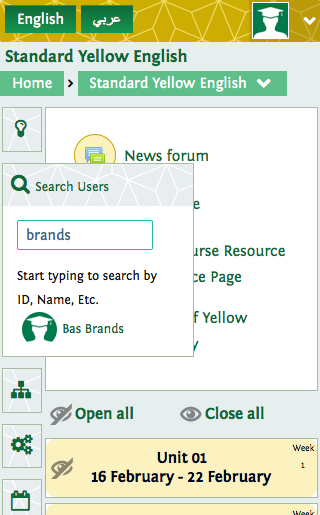 English
عربي
Standard Yellow English
Home
Standard Yellow English
News forum
Search Users
e
brands
urse Resource
Start typing to search by
ce Page
ID, Name, Etc.
f Yellow
Bas Brands
y
Open all
Close all
Unit 01
Week
1
16 February - 22 February